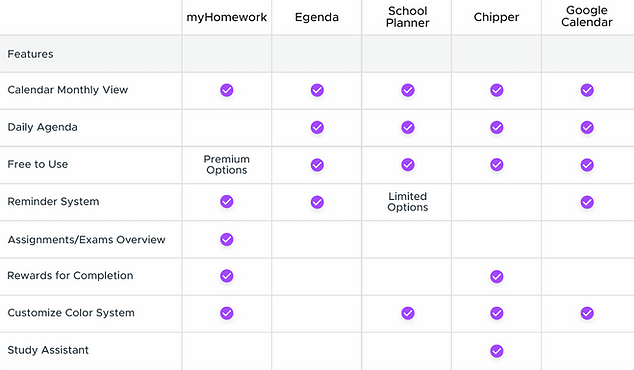 myHomework
Egenda
School
Planner
Chipper
Google
Calendar
Features
Calendar Monthly View
Daily Agenda
Free to Use
Premium
Options
Reminder System
Limited
Options
Assignments/Exams Overview
Rewards for Completion
Customize Color System
Study Assistant